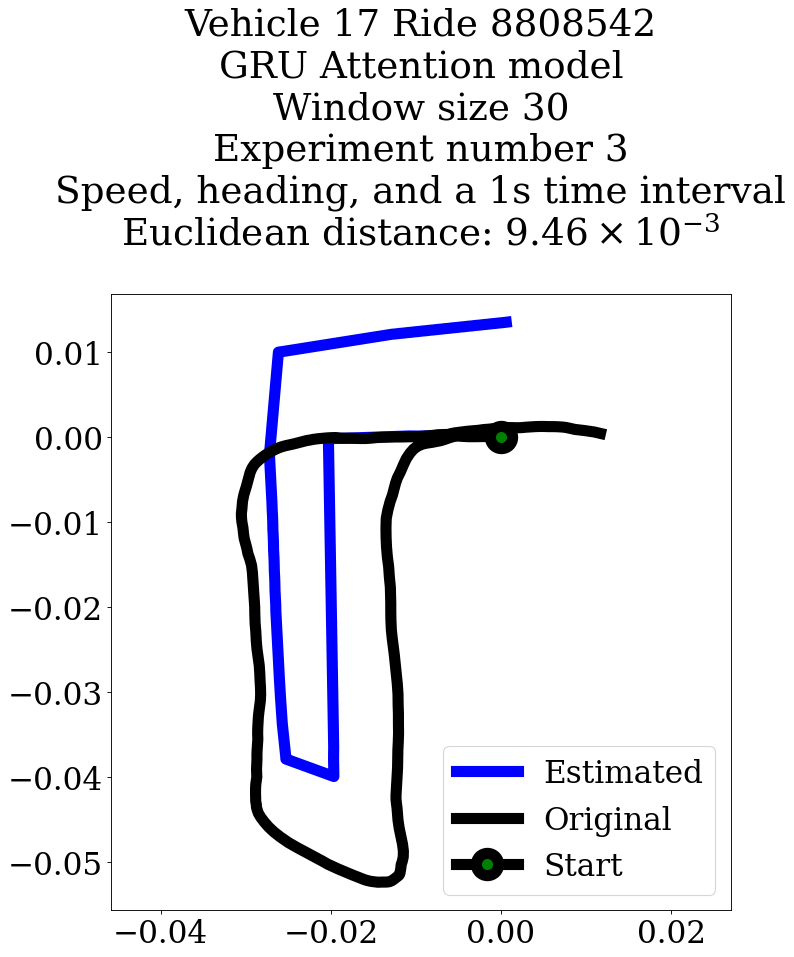 Vehicle 17 Ride 8808542
GRU Attention model
Window size 30
Experiment number 3
Speed, heading, and a 1s time interval
Euclidean distance: 9.46 × 10⁻³
0.01
0.00
−0.01
−0.02
−0.03
−0.04
−0.05
Estimated
Original
Start
−0.04 −0.02 0.00 0.02